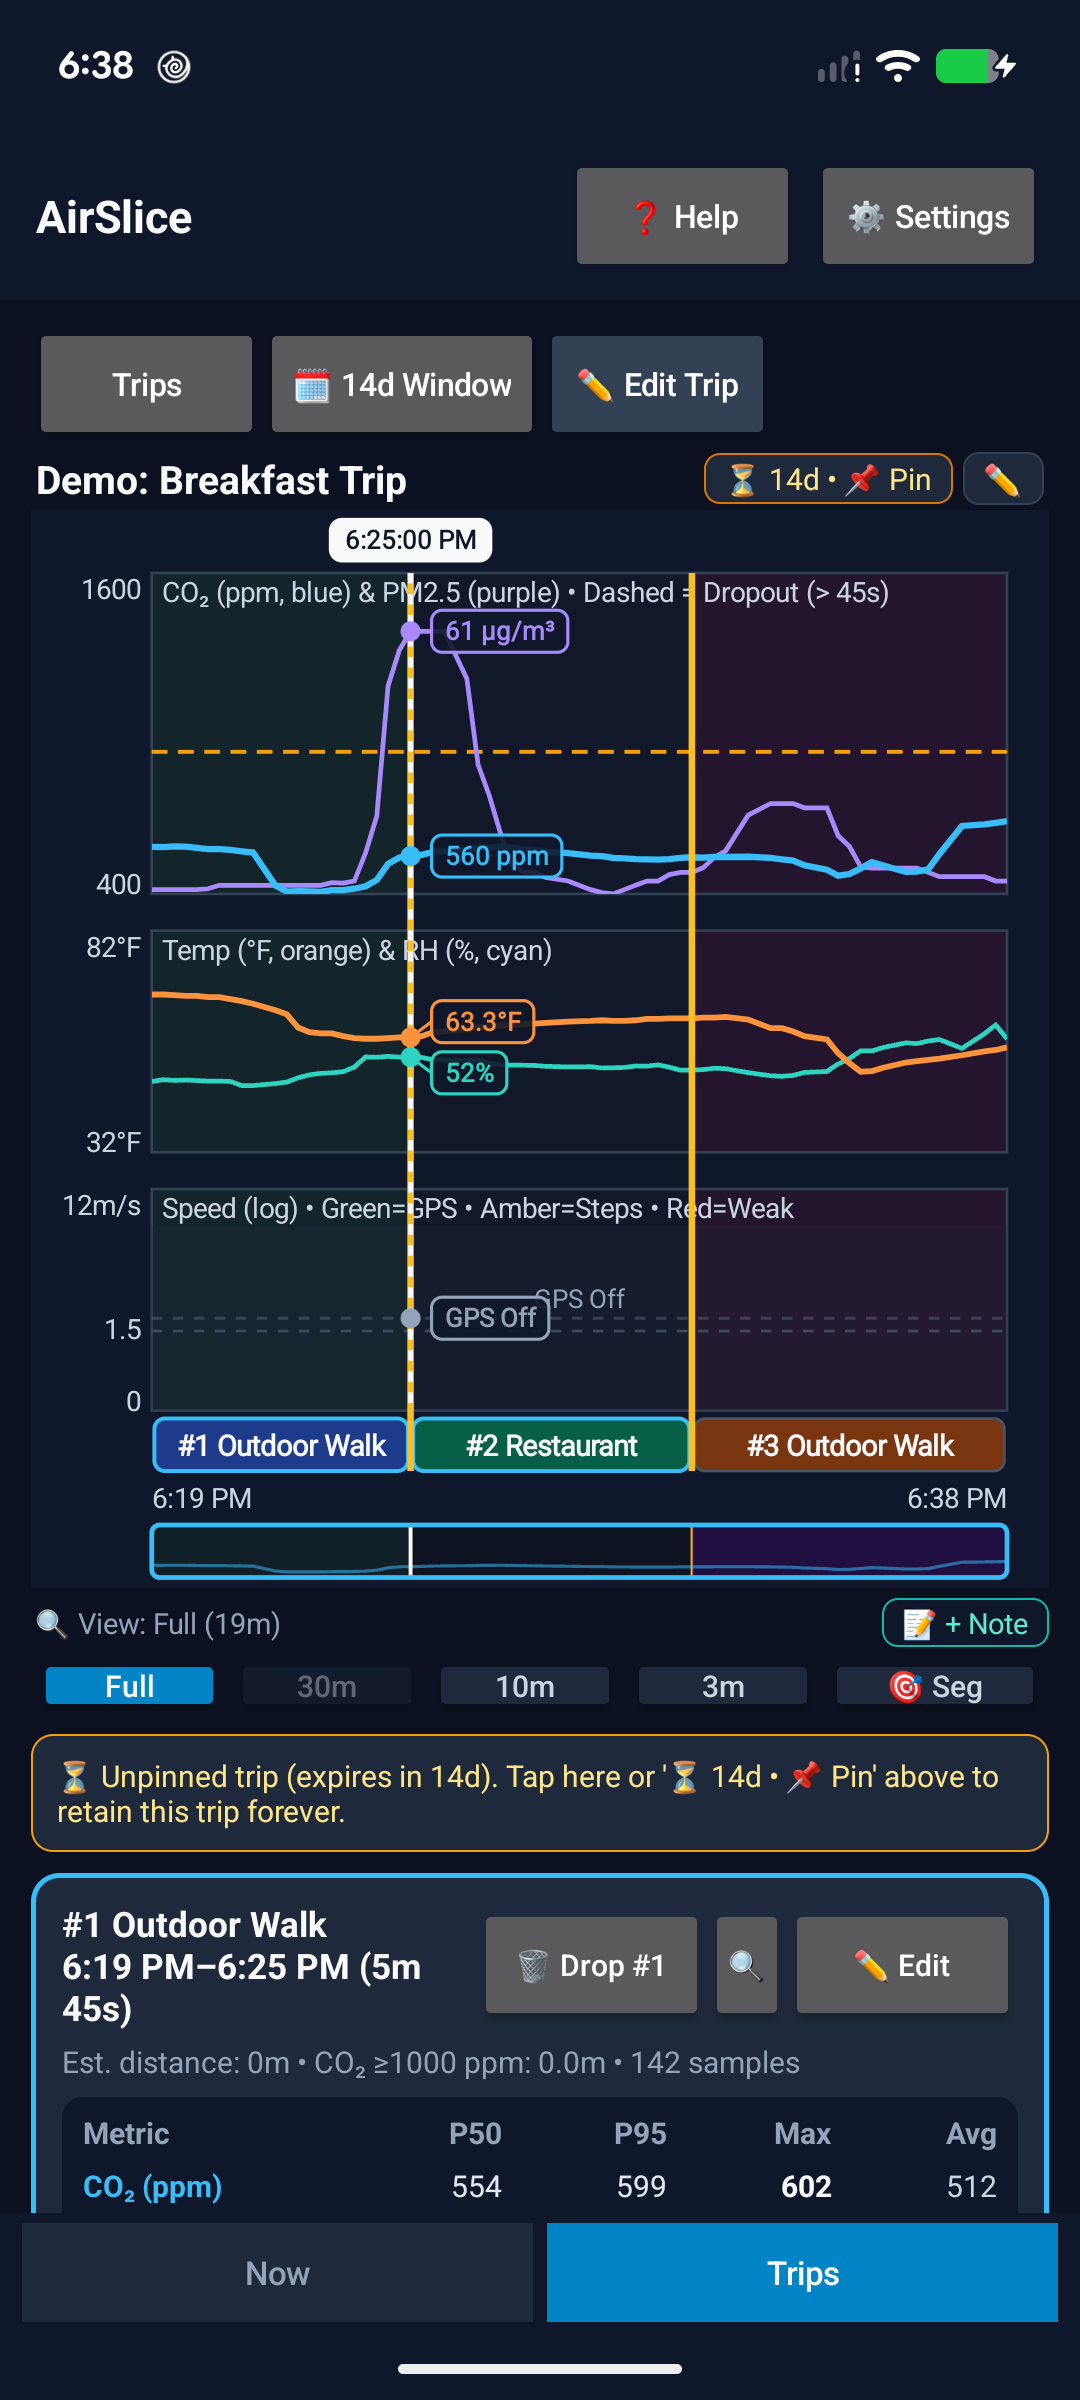 6:38
AirSlice
❓ Help
⚙️ Settings
Trips
🗓️ 14d Window
✏️ Edit Trip
Demo: Breakfast Trip
⏳ 14d • 📌 Pin
✏️
6:25:00 PM
1600
CO₂ (ppm, blue) & PM2.5 (purple) • Dashed = Dropout (> 45s)
61 µg/m³
560 ppm
400
82°F
Temp (°F, orange) & RH (%, cyan)
63.3°F
52%
32°F
12m/s
Speed (log) • Green=GPS • Amber=Steps • Red=Weak
GPS Off
GPS Off
1.5
0
#1 Outdoor Walk
#2 Restaurant
#3 Outdoor Walk
6:19 PM
6:38 PM
🔍 View: Full (19m)
📝 + Note
Full
30m
10m
3m
🎯 Seg
⏳ Unpinned trip (expires in 14d). Tap here or '⏳ 14d • 📌 Pin' above to
retain this trip forever.
#1 Outdoor Walk
6:19 PM–6:25 PM (5m
45s)
🗑️ Drop #1
🔍
✏️ Edit
Est. distance: 0m • CO₂ ≥1000 ppm: 0.0m • 142 samples
Metric P50 P95 Max Avg
CO₂ (ppm) 554 599 602 512
Now
Trips